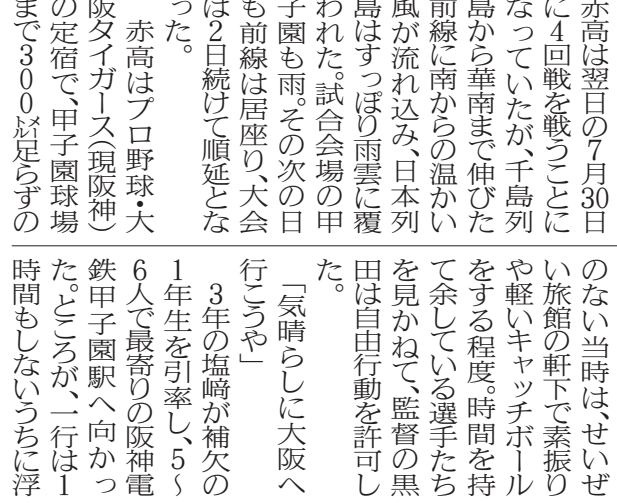 赤高は翌日の7月30日
に4回戦を戦うことに
なっていたが、千島列
島から華南まで伸びた
前線に南からの温かい
風が流れ込み、日本列
島はすっぽり雨雲に覆
われた。試合会場の甲
子園も雨。その次の日
も前線は居座り、大会
は2日続けて順延とな
った。
赤高はプロ野球・大
阪タイガース(現阪神)
の定宿で、甲子園球場
まで300㍍足らずの
のない当時は、せいぜ
い旅館の軒下で素振り
や軽いキャッチボール
をする程度。時間を持
て余している選手たち
を見かねて、監督の黒
田は自由行動を許可し
た。
「気晴らしに大阪へ
行こうや」
3年の塩﨑が補欠の
1年生を引率し、5〜
6人で最寄りの阪神電
鉄甲子園駅へ向かっ
た。ところが、一行は1
時間もしないうちに浮